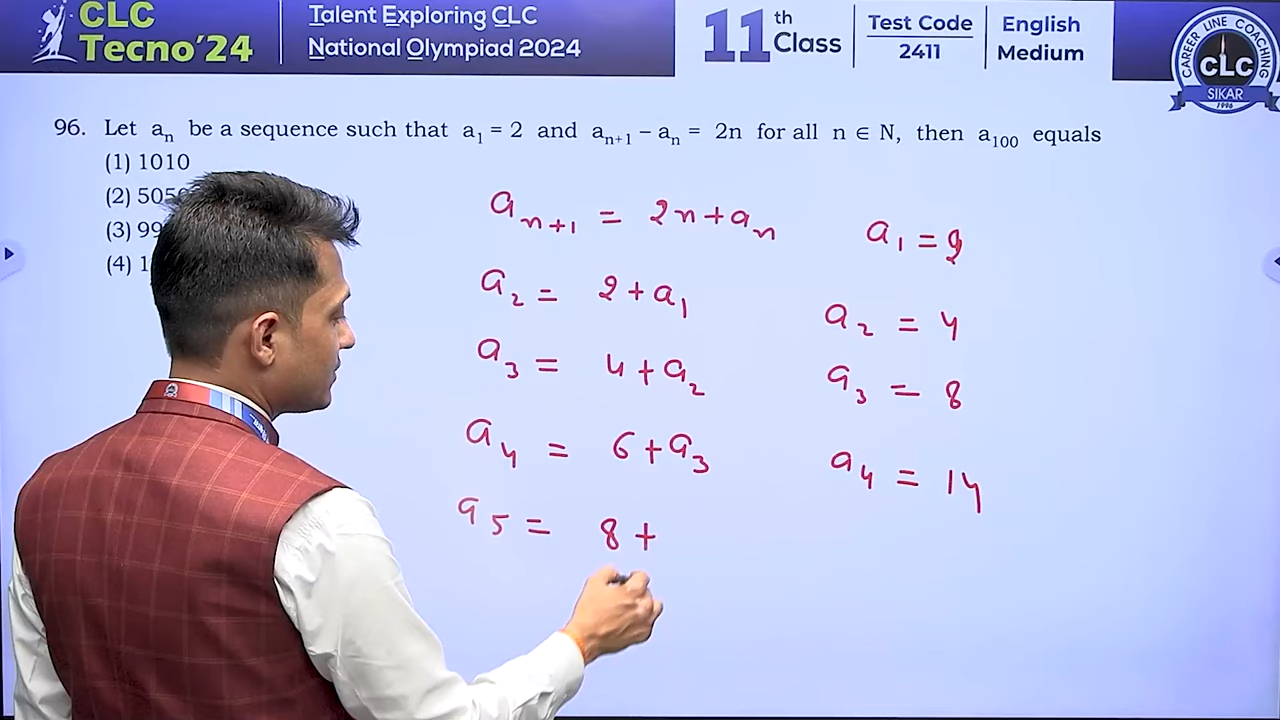 CLC
Tecno'24
Talent Exploring CLC
National Olympiad 2024
11th Class
Test Code
2411
English
Medium
CAREER LINE COACHING
CLC
SIKAR
1996
96. Let aₙ be a sequence such that a₁ = 2 and aₙ₊₁ − aₙ = 2n for all n ∈ N, then a₁₀₀ equals
(1) 1010
(2)
(3)
(4)
aₙ₊₁ = 2n + aₙ
a₁ = 2
a₂ = 2 + a₁
a₂ = 4
a₃ = 4 + a₂
a₃ = 8
a₄ = 6 + a₃
a₄ = 14
a₅ = 8 +